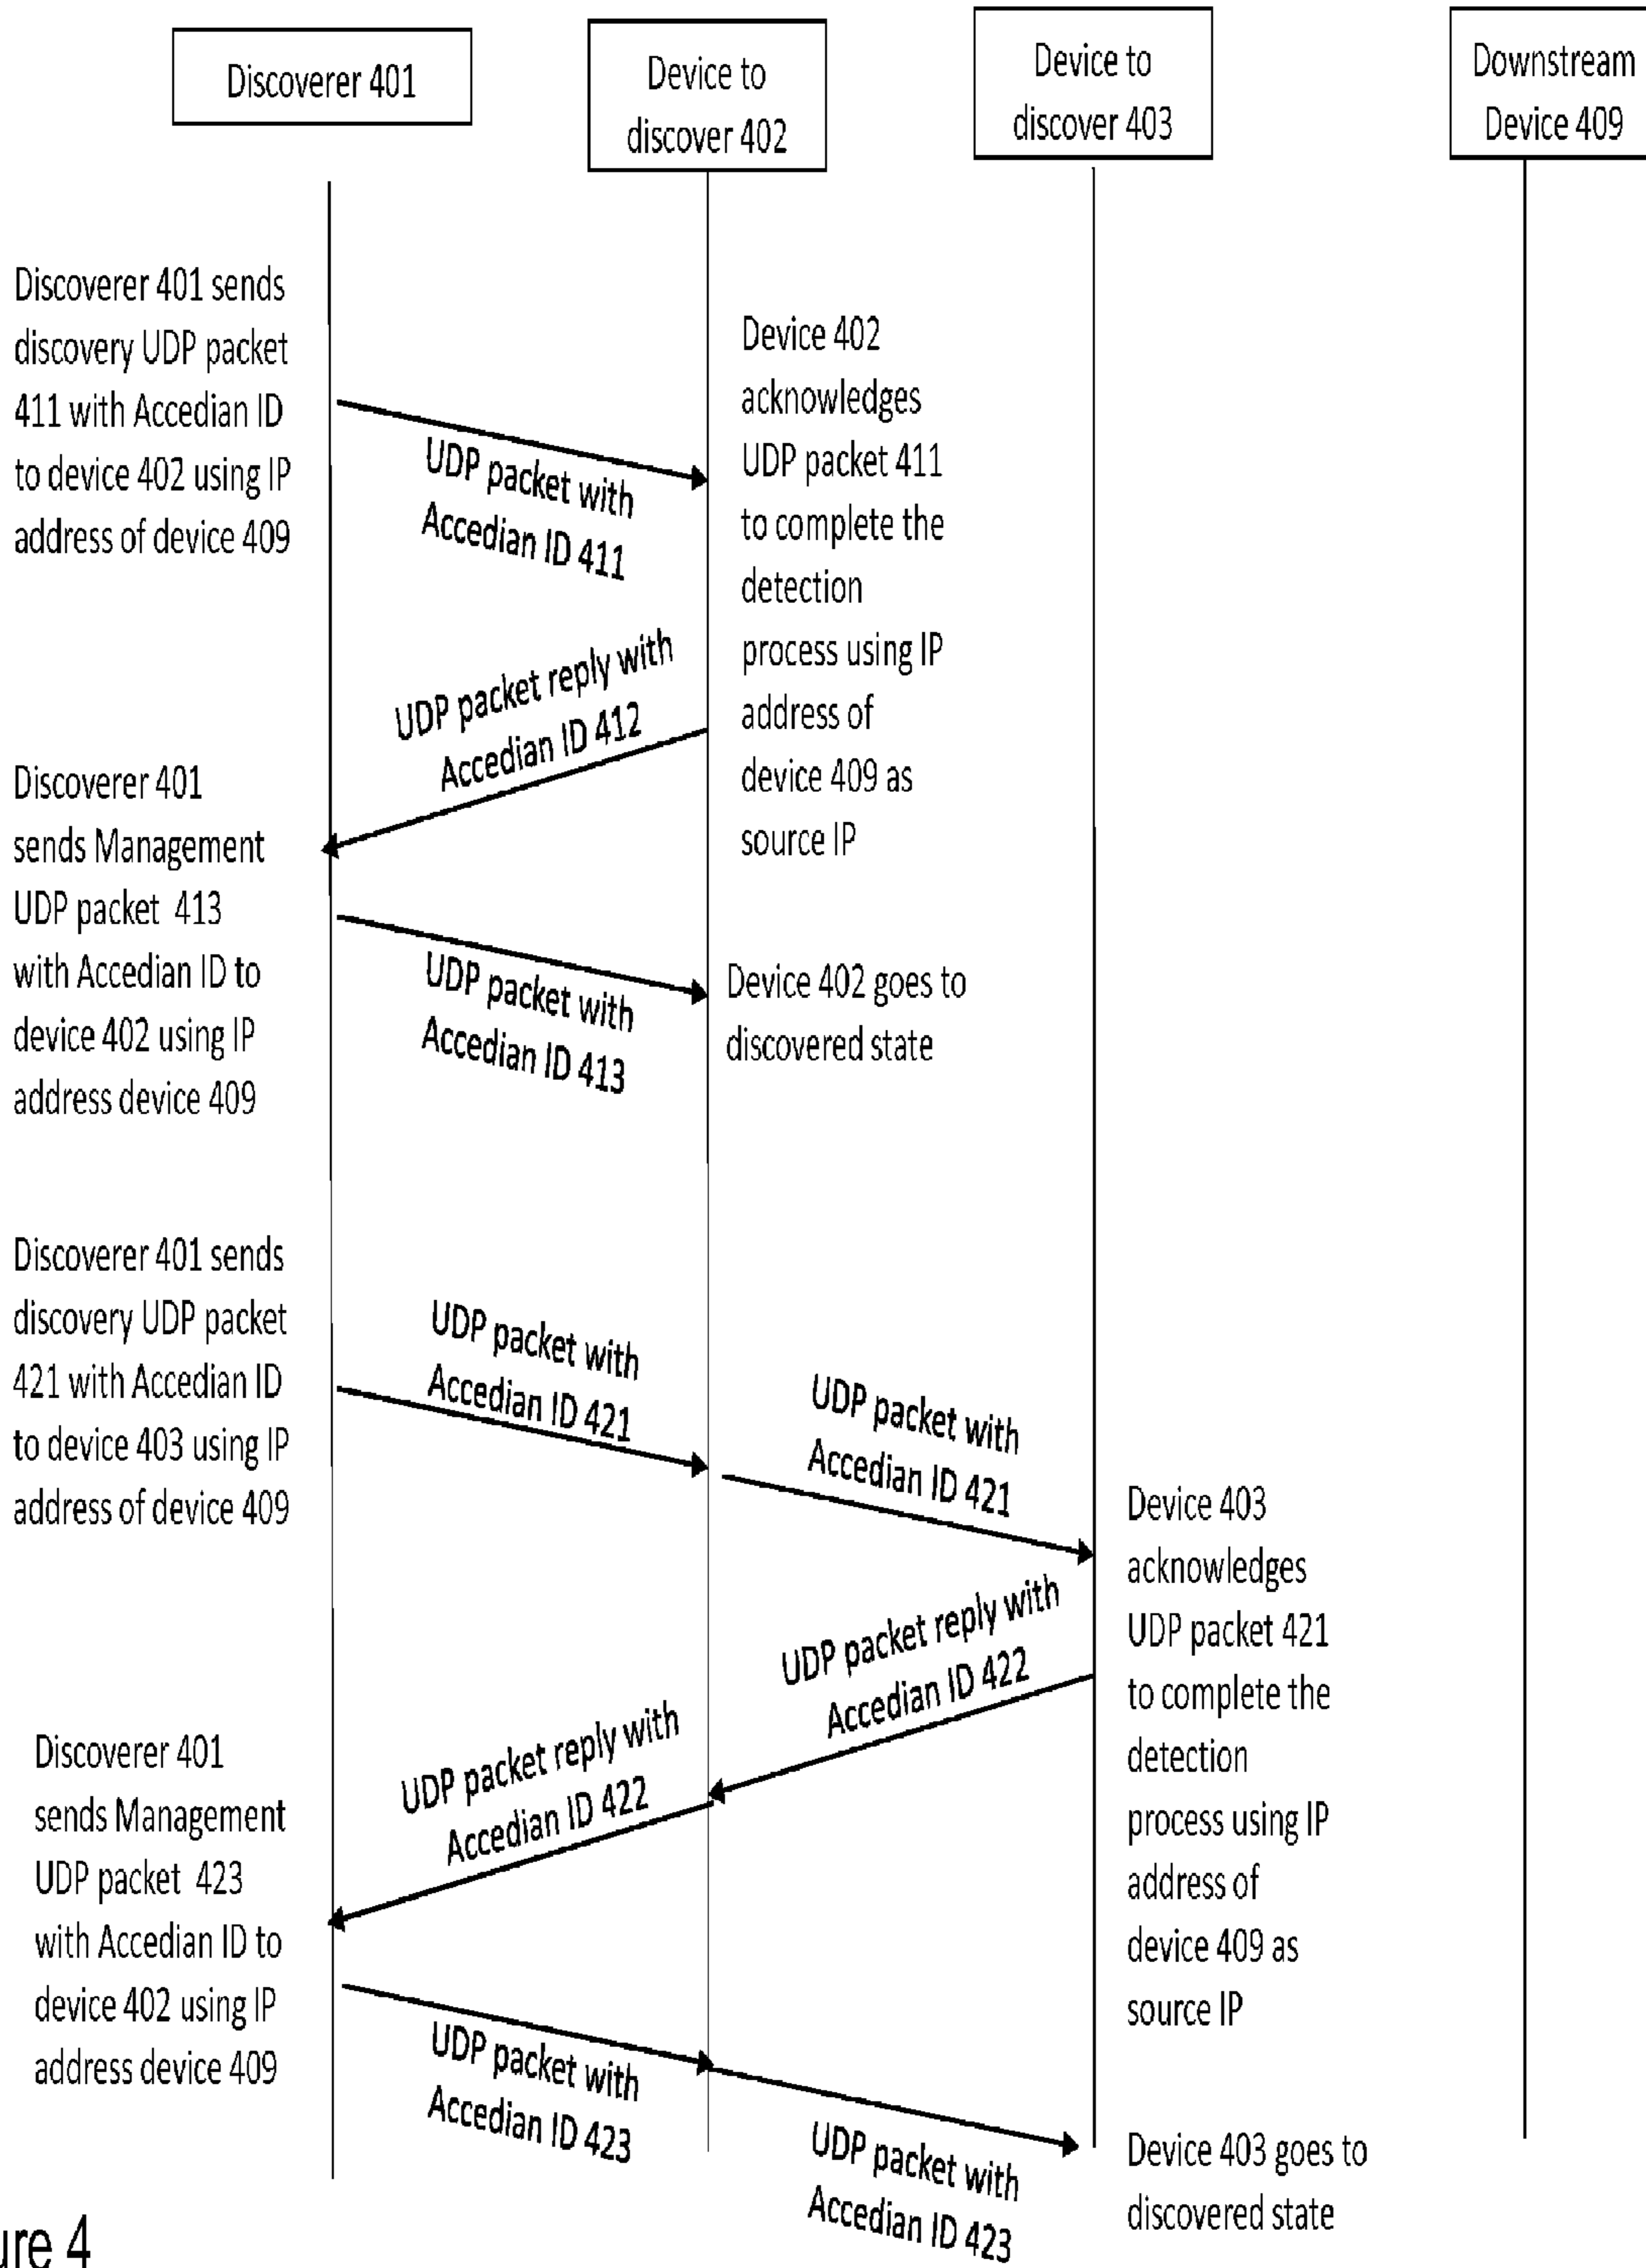 Discoverer 401
Device to
discover 402
Device to
discover 403
Downstream
Device 409
Discoverer 401 sends
discovery UDP packet
411 with Accedian ID
to device 402 using IP
address of device 409
UDP packet with
Accedian ID 411
Device 402
acknowledges
UDP packet 411
to complete the
detection
process using IP
address of
device 409 as
source IP
UDP packet reply with
Accedian ID 412
Discoverer 401
sends Management
UDP packet 413
with Accedian ID to
device 402 using IP
address device 409
UDP packet with
Accedian ID 413
Device 402 goes to
discovered state
Discoverer 401 sends
discovery UDP packet
421 with Accedian ID
to device 403 using IP
address of device 409
UDP packet with
Accedian ID 421
UDP packet with
Accedian ID 421
Device 403
acknowledges
UDP packet 421
to complete the
detection
process using IP
address of
device 409 as
source IP
UDP packet reply with
Accedian ID 422
UDP packet reply with
Accedian ID 422
Discoverer 401
sends Management
UDP packet 423
with Accedian ID to
device 402 using IP
address device 409
UDP packet with
Accedian ID 423
UDP packet with
Accedian ID 423
Device 403 goes to
discovered state
ure 4